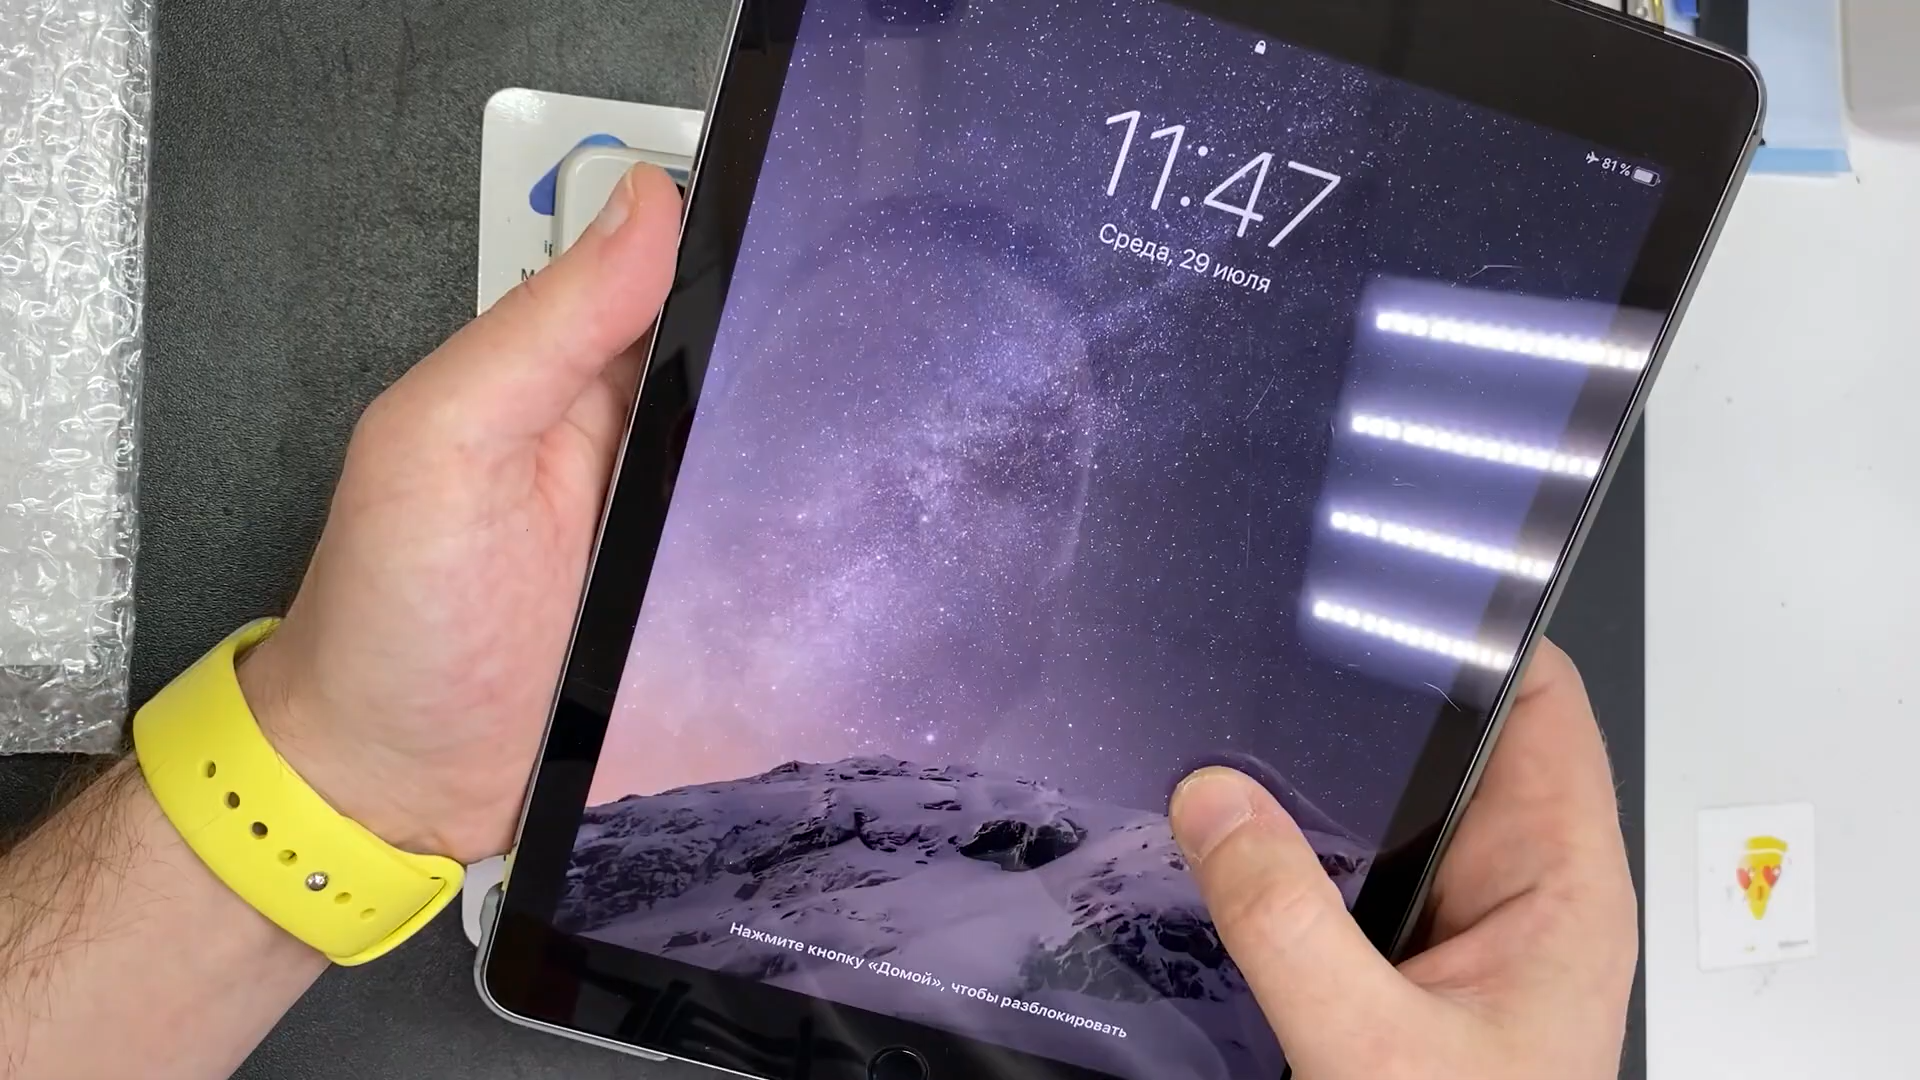 81 %
11:47
Среда, 29 июля
Нажмите кнопку «Домой», чтобы разблокировать